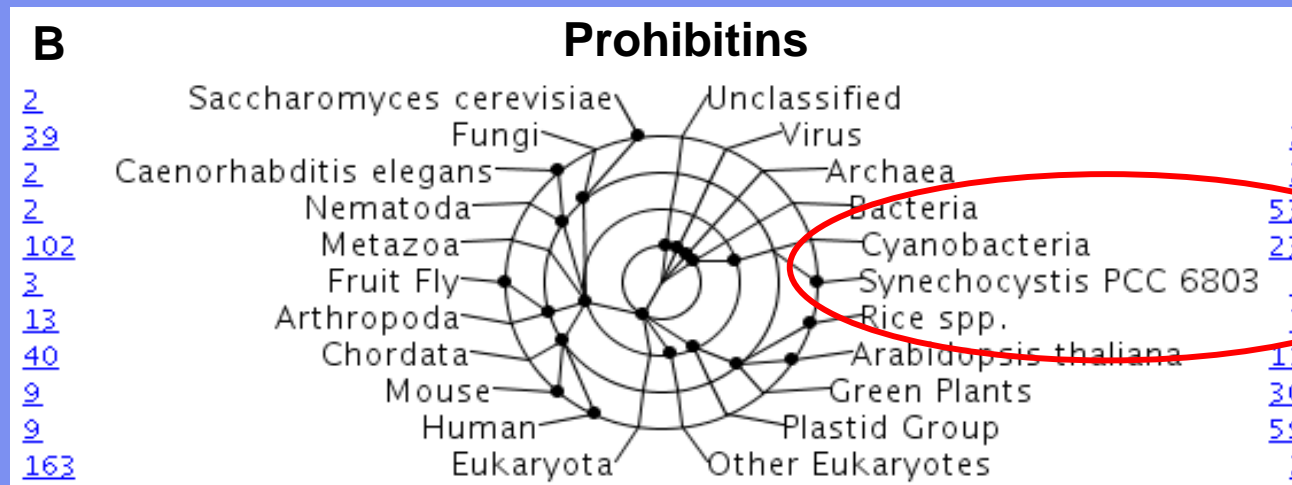 B Prohibitins
2 Saccharomyces cerevisiae Unclassified
39 Fungi Virus
2 Caenorhabditis elegans Archaea
2 Nematoda Bacteria
102 Metazoa Cyanobacteria
3 Fruit Fly Synechocystis PCC 6803
13 Arthropoda Rice spp.
40 Chordata Arabidopsis thaliana
9 Mouse Green Plants
9 Human Plastid Group
163 Eukaryota Other Eukaryotes